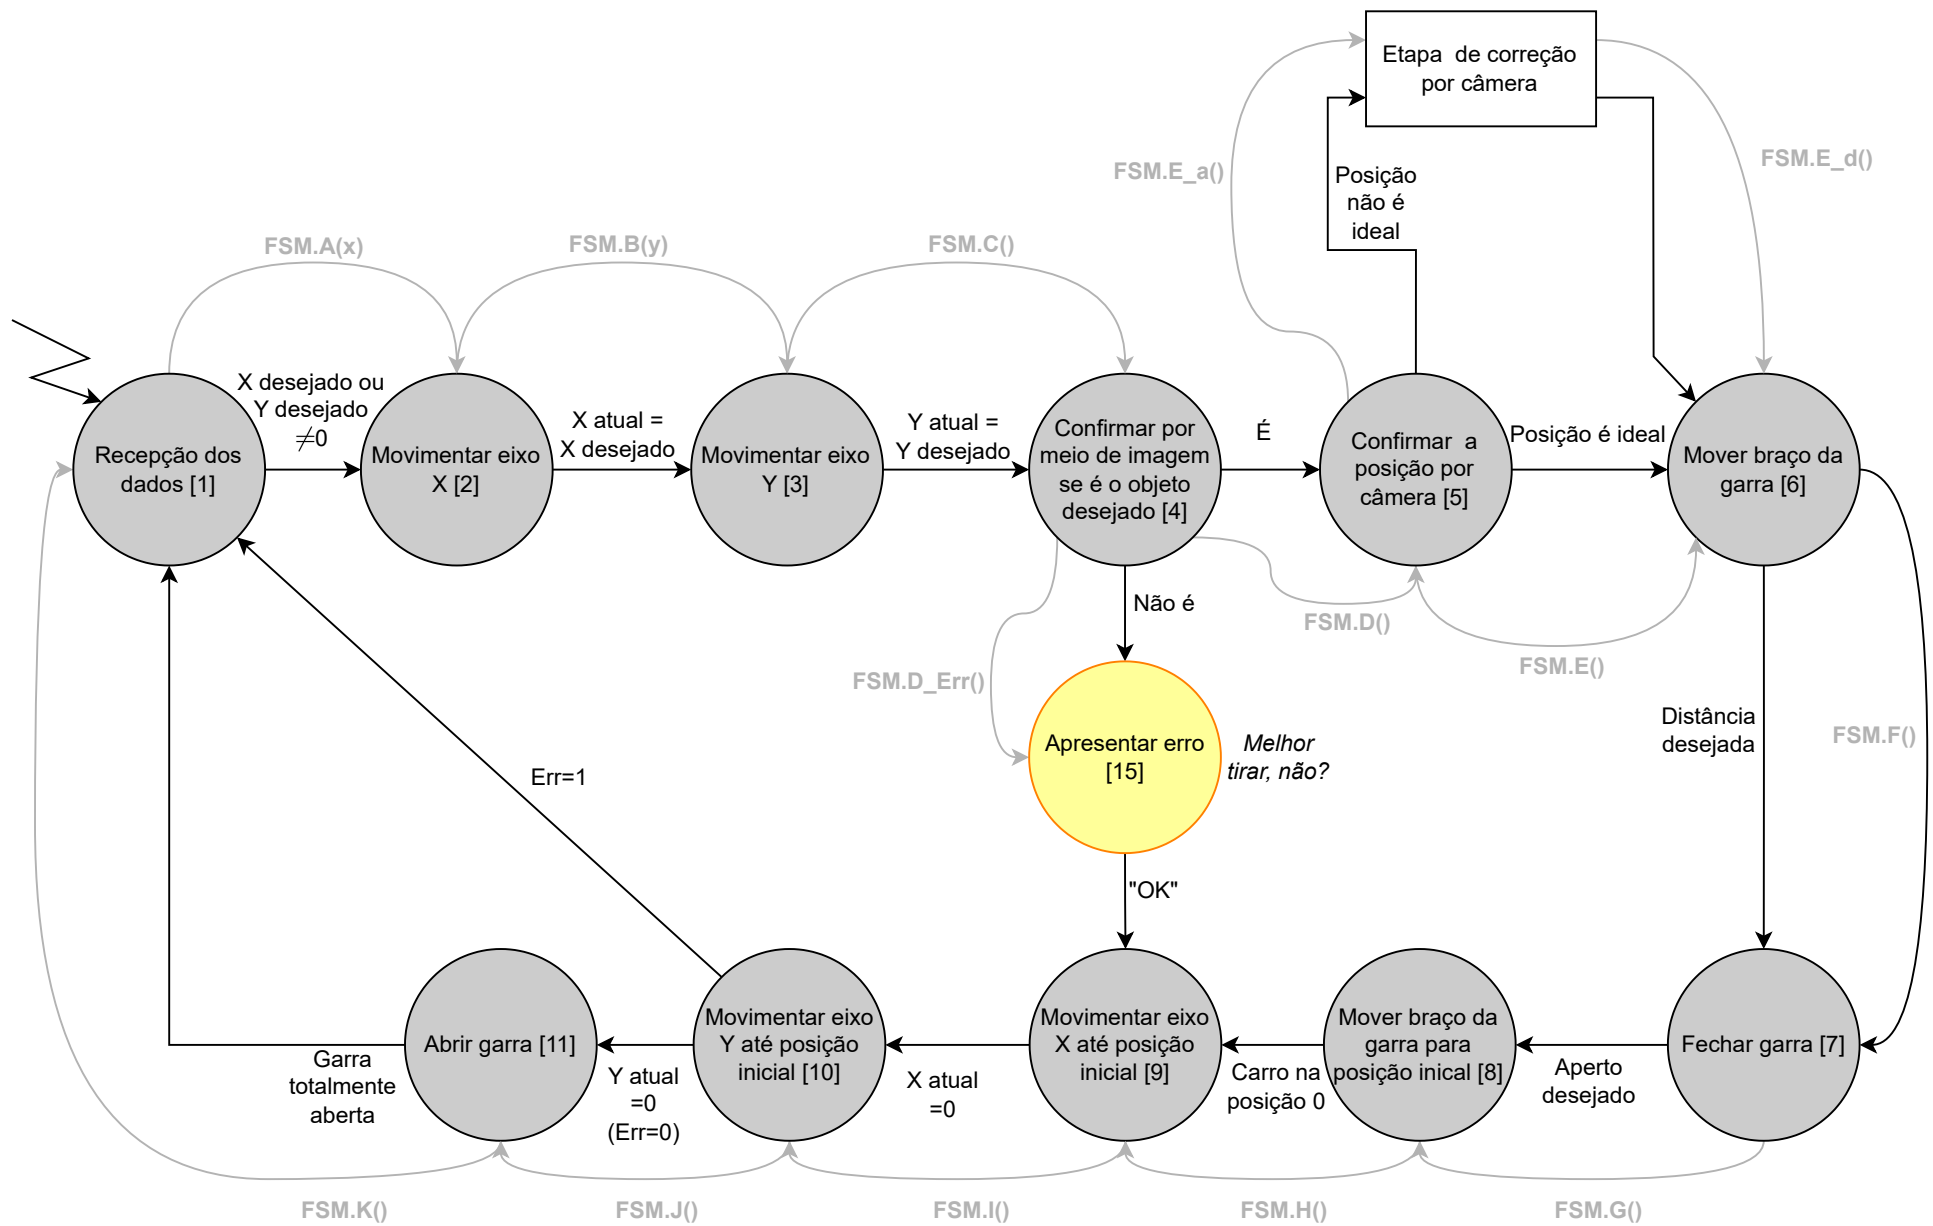 Etapa  de correção
por câmera
FSM.E_a()
FSM.E_d()
Posição
não é
ideal
FSM.A(x)
FSM.B(y)
FSM.C()
X desejado ou
Y desejado
≠0
X atual =
X desejado
Y atual =
Y desejado
É
Posição é ideal
Recepção dos
dados [1]
Movimentar eixo
X [2]
Movimentar eixo
Y [3]
Confirmar por
meio de imagem
se é o objeto
desejado [4]
Confirmar  a
posição por
câmera [5]
Mover braço da
garra [6]
Não é
FSM.D()
FSM.E()
FSM.D_Err()
Apresentar erro
[15]
Melhor
tirar, não?
Distância
desejada
FSM.F()
Err=1
"OK"
Abrir garra [11]
Movimentar eixo
Y até posição
inicial [10]
Movimentar eixo
X até posição
inicial [9]
Mover braço da
garra para
posição inical [8]
Fechar garra [7]
Garra
totalmente
aberta
Y atual
=0
(Err=0)
X atual
=0
Carro na
posição 0
Aperto
desejado
FSM.K()
FSM.J()
FSM.I()
FSM.H()
FSM.G()